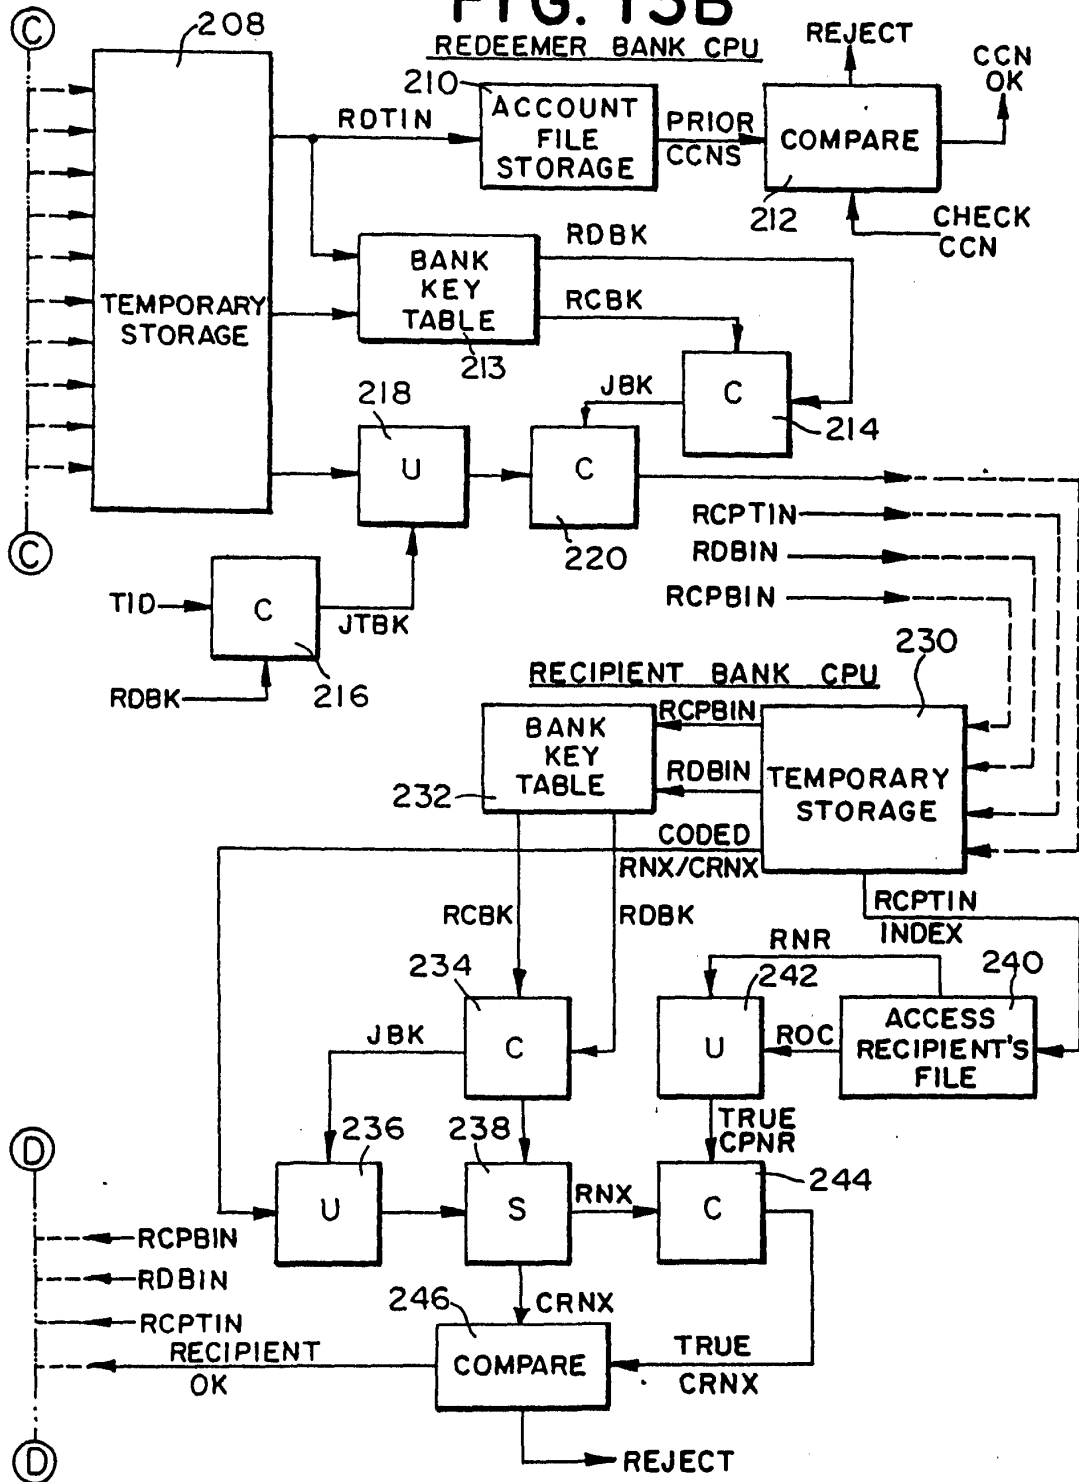 FIG. 13B
REDEEMER BANK CPU
C
208
TEMPORARY
STORAGE
RDTIN
210
ACCOUNT
FILE
STORAGE
PRIOR
CCNS
REJECT
COMPARE
212
CCN
OK
CHECK
CCN
BANK
KEY
TABLE
213
RDBK
RCBK
C
214
JBK
218
U
C
220
C
TID
C
216
JTBK
RDBK
RCPTIN
RDBIN
RCPBIN
RECIPIENT BANK CPU
230
TEMPORARY
STORAGE
RCPBIN
RDBIN
BANK
KEY
TABLE
232
CODED
RNX/CRNX
RCPTIN
INDEX
RCBK
RDBK
234
C
JBK
RNR
242
U
ROC
240
ACCESS
RECIPIENT'S
FILE
TRUE
CPNR
236
U
238
S
RNX
C
244
D
RCPBIN
RDBIN
RCPTIN
RECIPIENT
OK
CRNX
246
COMPARE
TRUE
CRNX
REJECT
D